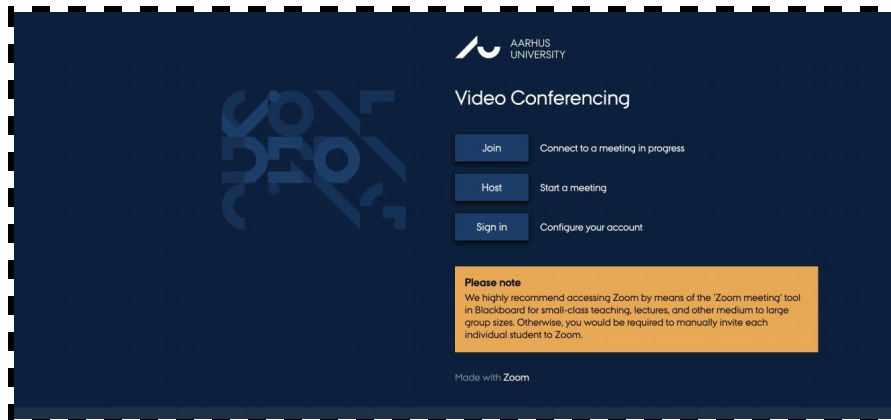 AARHUS
UNIVERSITY
Video Conferencing
Join Connect to a meeting in progress
Host Start a meeting
Sign in Configure your account
Please note
We highly recommend accessing Zoom by means of the 'Zoom meeting' tool
in Blackboard for small-class teaching, lectures, and other medium to large
group sizes. Otherwise, you would be required to manually invite each
individual student to Zoom.
Made with Zoom